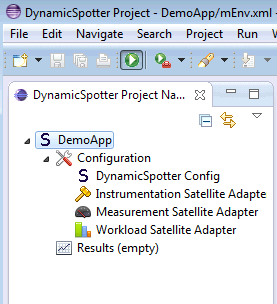 DynamicSpotter Project - DemoApp/mEnv.xml -
File Edit Navigate Search Project Run
DynamicSpotter Project Na...
DemoApp
Configuration
DynamicSpotter Config
Instrumentation Satellite Adapte
Measurement Satellite Adapter
Workload Satellite Adapter
Results (empty)